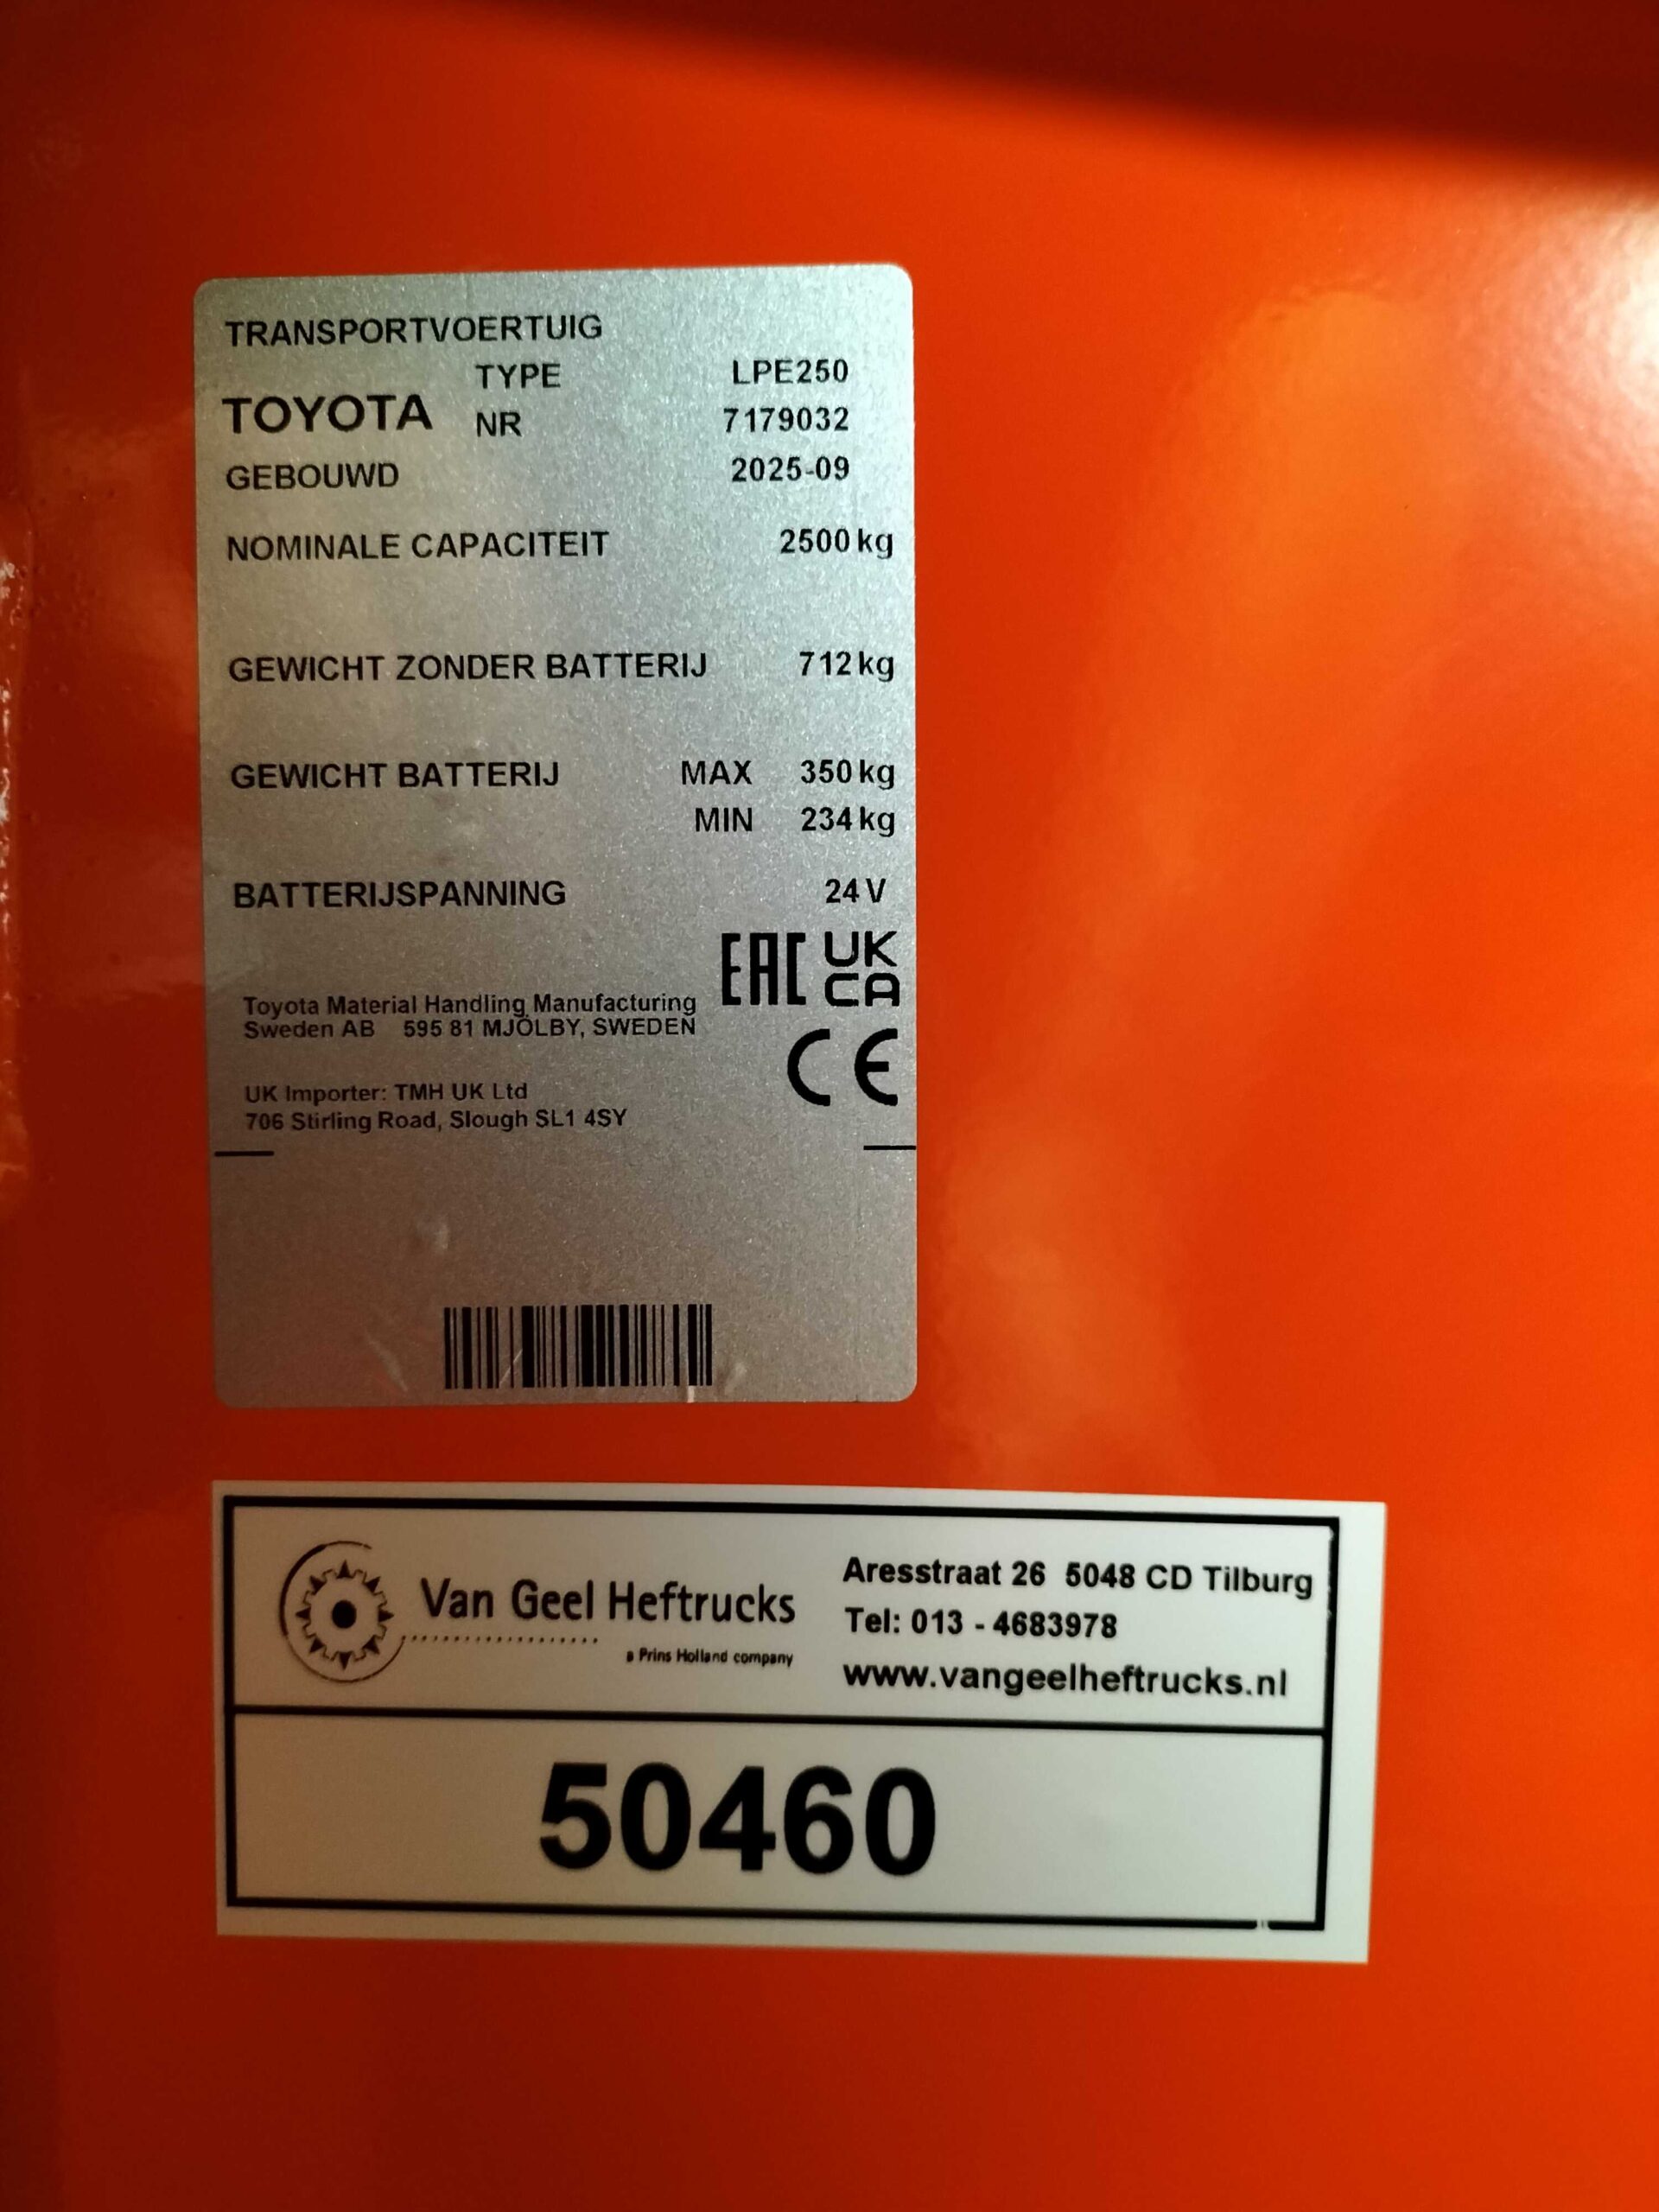 TRANSPORTVOERTUIG
TYPE LPE250
TOYOTA NR 7179032
GEBOUWD 2025-09
NOMINALE CAPACITEIT 2500 kg
GEWICHT ZONDER BATTERIJ 712 kg
GEWICHT BATTERIJ MAX 350 kg
MIN 234 kg
BATTERIJSPANNING 24 V
EAC UK
CA
Toyota Material Handling Manufacturing
Sweden AB 595 81 MJÖLBY, SWEDEN
CE
UK Importer: TMH UK Ltd
706 Stirling Road, Slough SL1 4SY
Van Geel Heftrucks
a Prins Holland company
Aresstraat 26 5048 CD Tilburg
Tel: 013 - 4683978
www.vangeelheftrucks.nl
50460